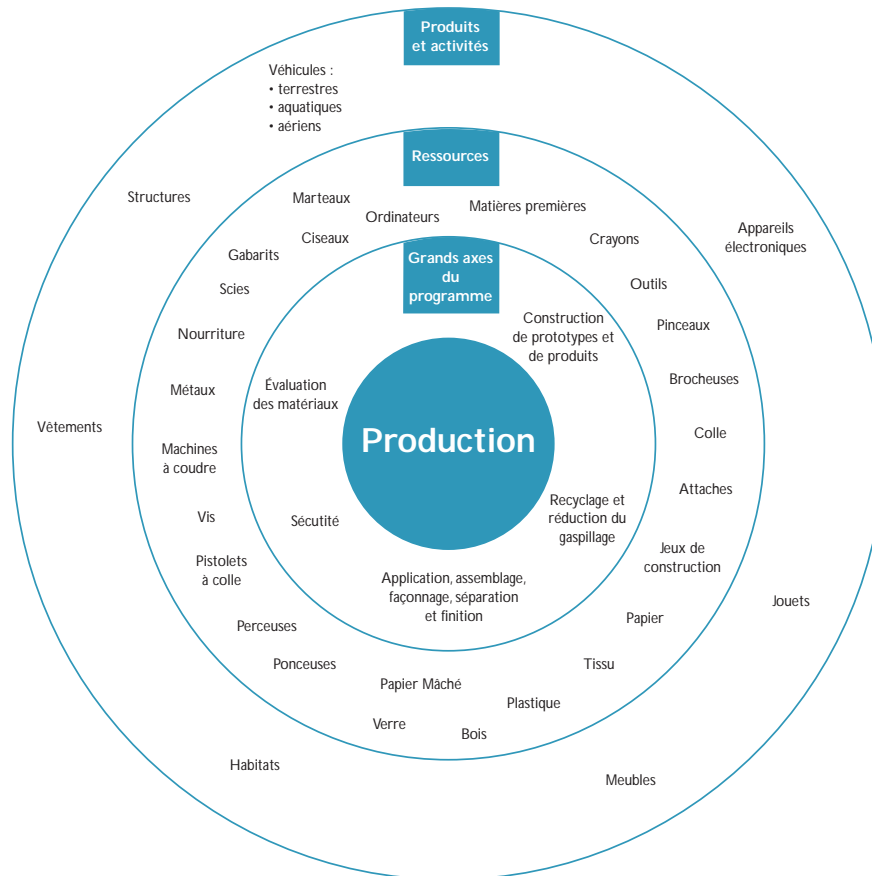 Produits
et activités
Véhicules :
• terrestres
• aquatiques
• aériens
Structures
Appareils
électroniques
Vêtements
Jouets
Habitats
Meubles
Ressources
Marteaux
Ordinateurs
Matières premières
Ciseaux
Crayons
Gabarits
Outils
Scies
Pinceaux
Nourriture
Brocheuses
Métaux
Colle
Machines
à coudre
Attaches
Vis
Jeux de
construction
Pistolets
à colle
Papier
Perceuses
Tissu
Ponceuses
Papier Mâché
Plastique
Verre
Bois
Grands axes
du
programme
Construction
de prototypes et
de produits
Évaluation
des matériaux
Recyclage et
réduction du
gaspillage
Sécutité
Application, assemblage,
façonnage, séparation
et finition
Production